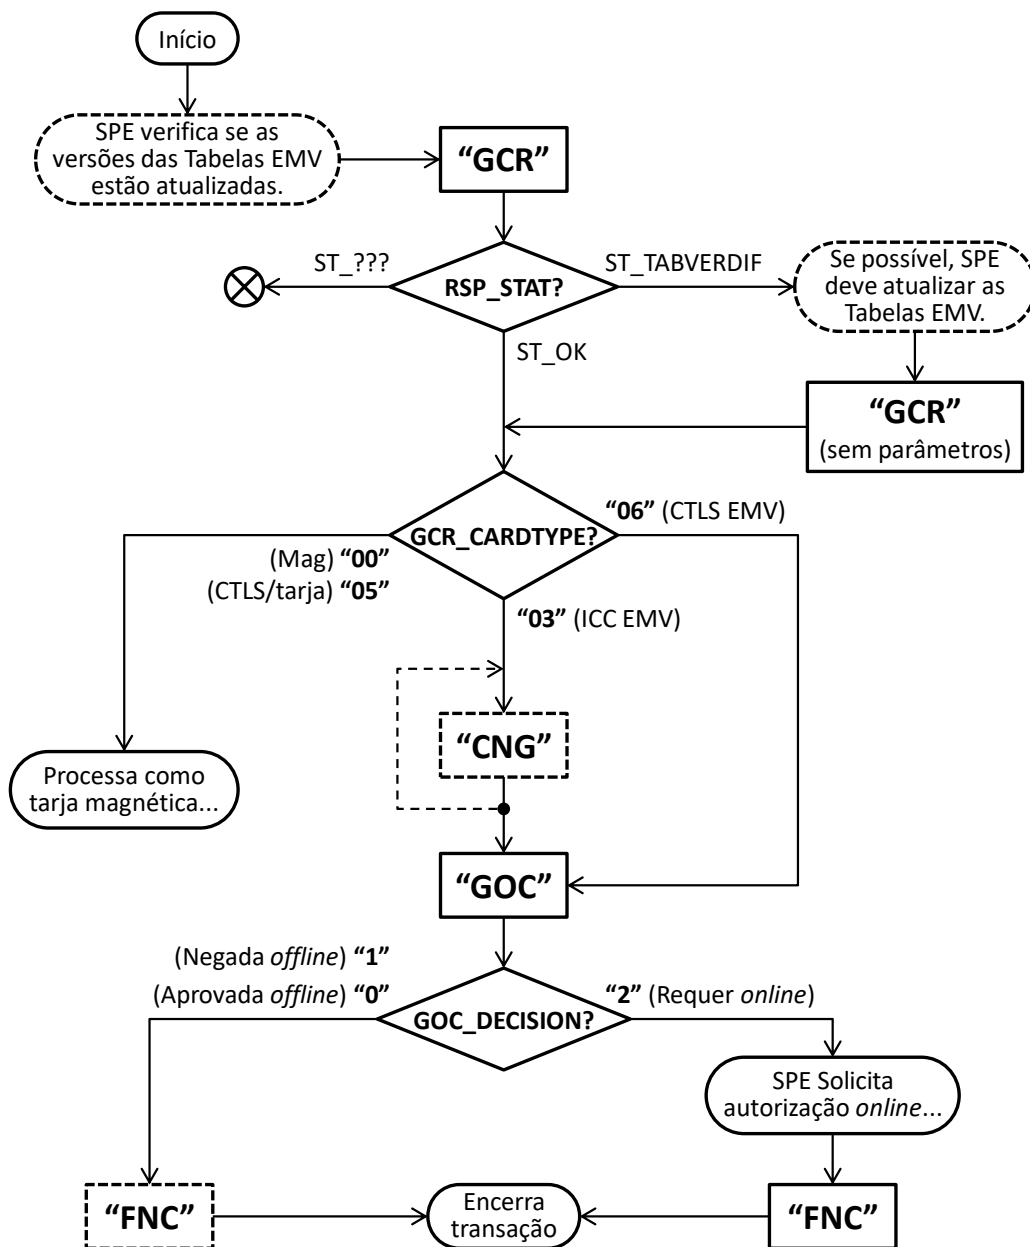 Início
SPE verifica se as
versões das Tabelas EMV
estão atualizadas.
“GCR”
ST_???
RSP_STAT?
ST_TABVERDIF
Se possível, SPE
deve atualizar as
Tabelas EMV.
ST_OK
“GCR”
(sem parâmetros)
“06” (CTLS EMV)
GCR_CARDTYPE?
(Mag) “00”
(CTLS/tarja) “05”
“03” (ICC EMV)
“CNG”
Processa como
tarja magnética...
“GOC”
(Negada offline) “1”
(Aprovada offline) “0”
“2” (Requer online)
GOC_DECISION?
SPE Solicita
autorização online...
“FNC”
Encerra
transação
“FNC”